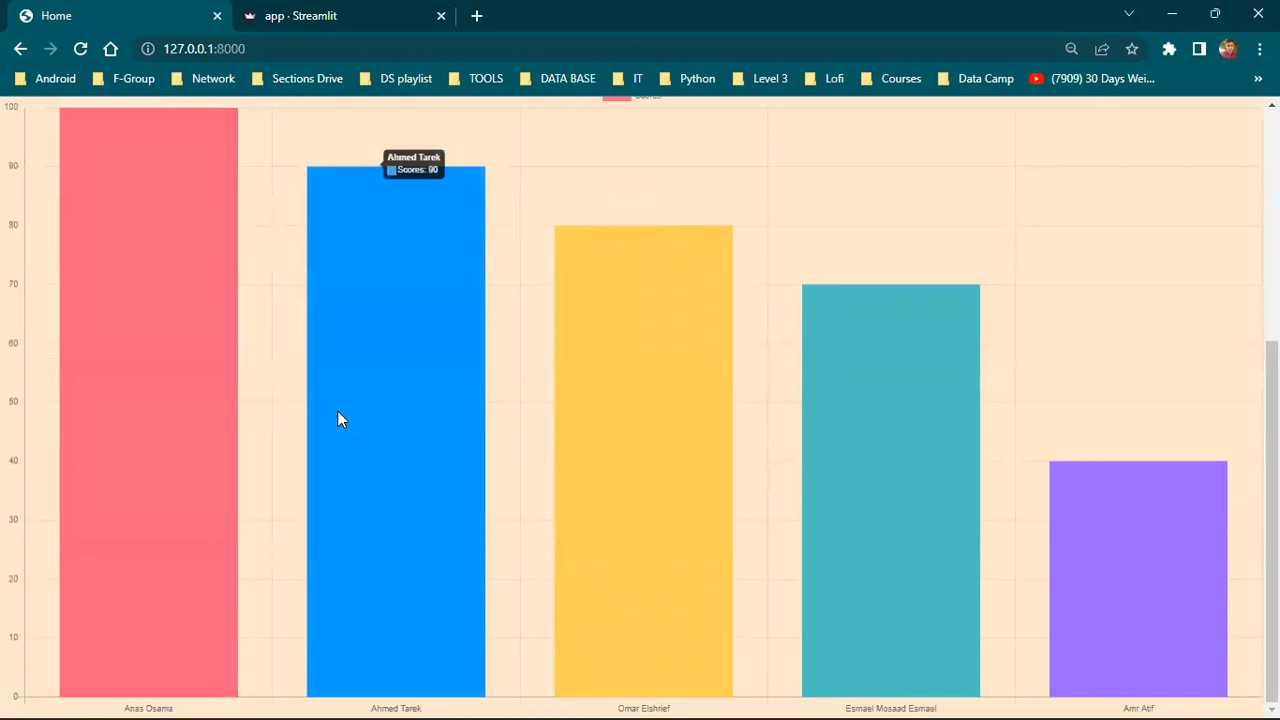 Home
app · Streamlit
127.0.0.1:8000
Android
F-Group
Network
Sections Drive
DS playlist
TOOLS
DATA BASE
IT
Python
Level 3
Lofi
Courses
Data Camp
(7909) 30 Days Wei...
»
100
90
80
70
60
50
40
30
20
10
0
Ahmed Tarek
Scores: 90
Anas Osama
Ahmed Tarek
Omar Elshrief
Esmael Mosaad Esmael
Amr Atif